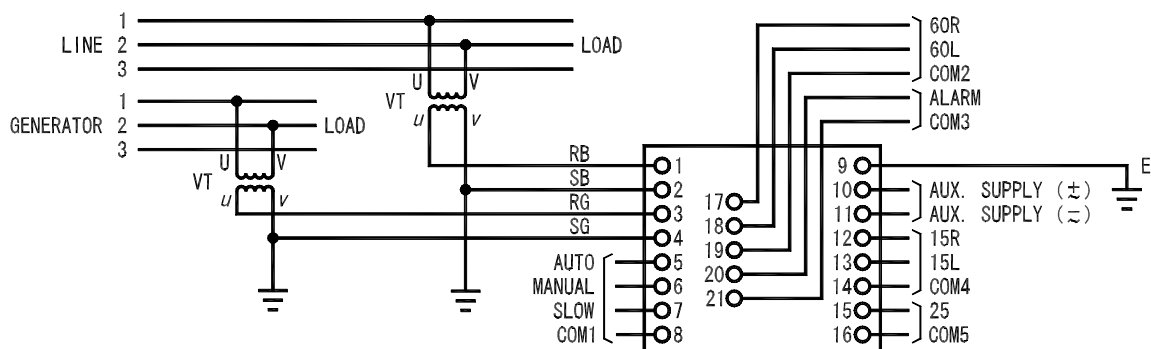 1
LINE 2 LOAD
3
U V
VT
u v
1
GENERATOR 2 LOAD
3
U V
VT
u v
60R
60L
COM2
ALARM
COM3
RB 1
SB 2
RG 3
SG 4
AUTO 5
MANUAL 6
SLOW 7
COM1 8
17
18
19
20
21
9 E
10 AUX. SUPPLY (±)
11 AUX. SUPPLY (∓)
12 15R
13 15L
14 COM4
15 25
16 COM5